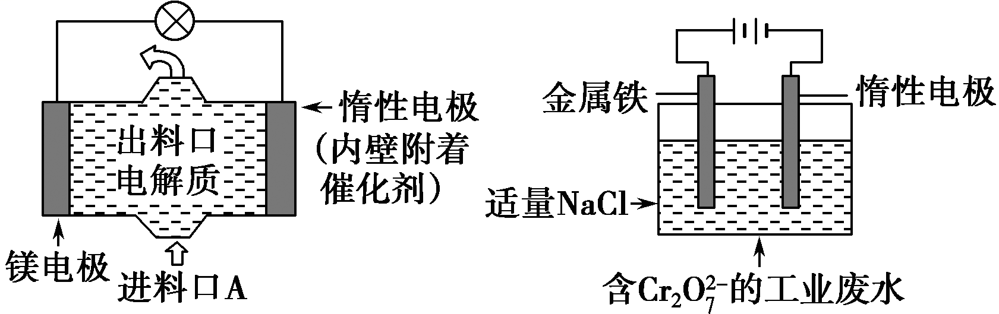 出料口
电解质
惰性电极
（内壁附着
催化剂）
镁电极
进料口A
金属铁
惰性电极
适量NaCl
含Cr₂O₇²⁻的工业废水